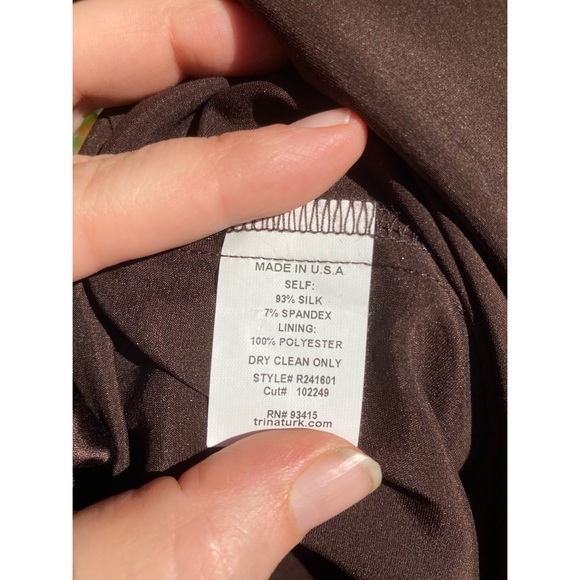 MADE IN U.S.A
SELF:
93% SILK
7% SPANDEX
LINING:
100% POLYESTER
DRY CLEAN ONLY
STYLE# R241601
Cut# 102249
RN# 93415
trinaturk.com